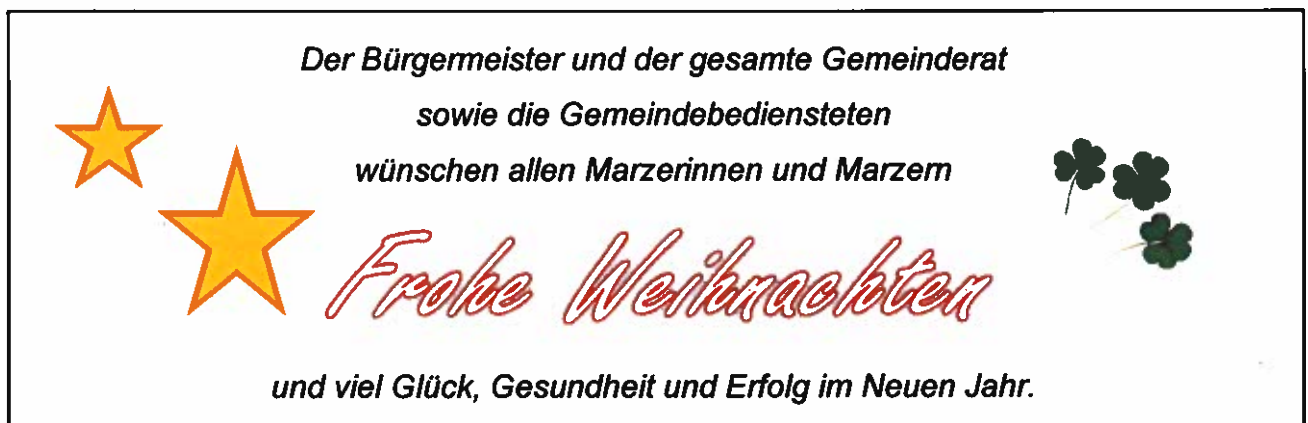 Der Bürgermeister und der gesamte Gemeinderat
sowie die Gemeindebediensteten
wünschen allen Marzerinnen und Marzern
Frohe Weihnachten
und viel Glück, Gesundheit und Erfolg im Neuen Jahr.